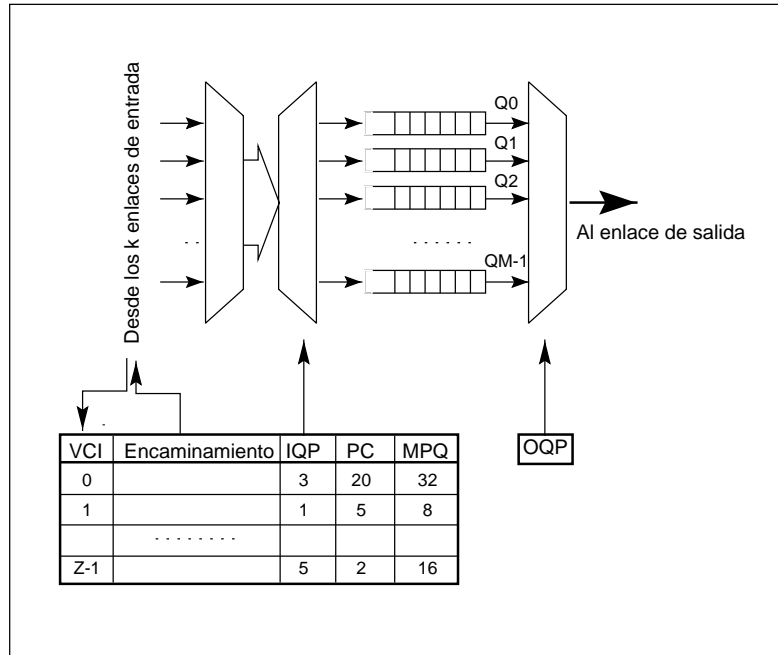 Desde los k enlaces de entrada
Q0
Q1
Q2
. .
. . . . . .
QM-1
Al enlace de salida
VCI Encaminamiento IQP PC MPQ
0 3 20 32
1 1 5 8
. . . . . . . .
Z-1 5 2 16
OQP